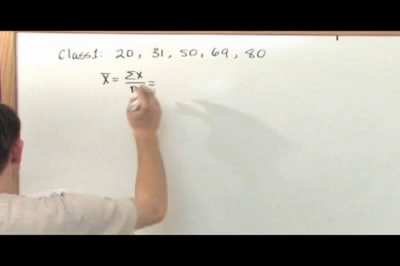 Class1: 20, 31, 50, 69, 80
x̄ = Σx/n =